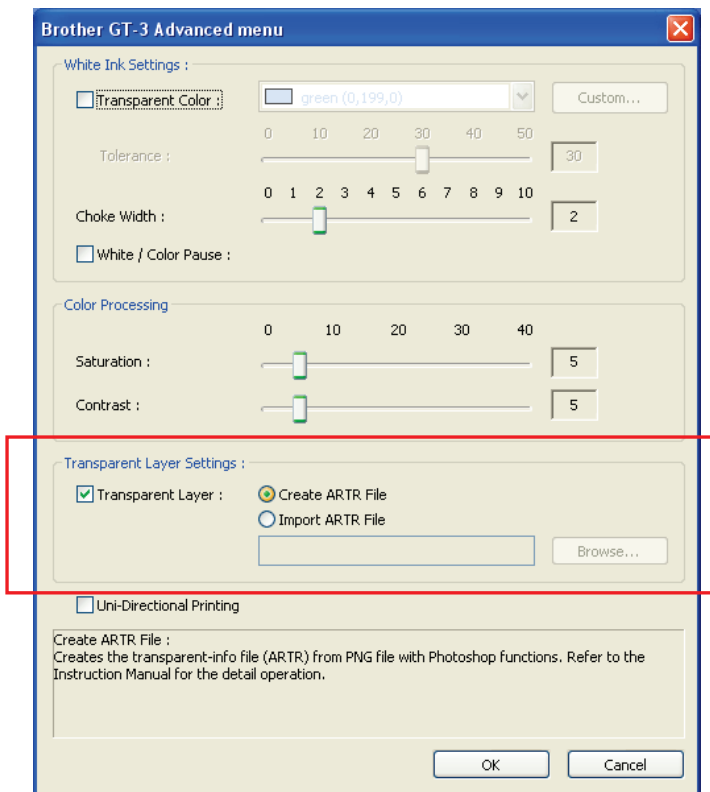 Brother GT-3 Advanced menu
White Ink Settings :
Transparent Color :
green (0,199,0)
Custom...
0 10 20 30 40 50
Tolerance :
30
0 1 2 3 4 5 6 7 8 9 10
Choke Width :
2
White / Color Pause :
Color Processing
0 10 20 30 40
Saturation :
5
Contrast :
5
Transparent Layer Settings :
Transparent Layer :
Create ARTR File
Import ARTR File
Browse...
Uni-Directional Printing
Create ARTR File :
Creates the transparent-info file (ARTR) from PNG file with Photoshop functions. Refer to the
Instruction Manual for the detail operation.
OK
Cancel